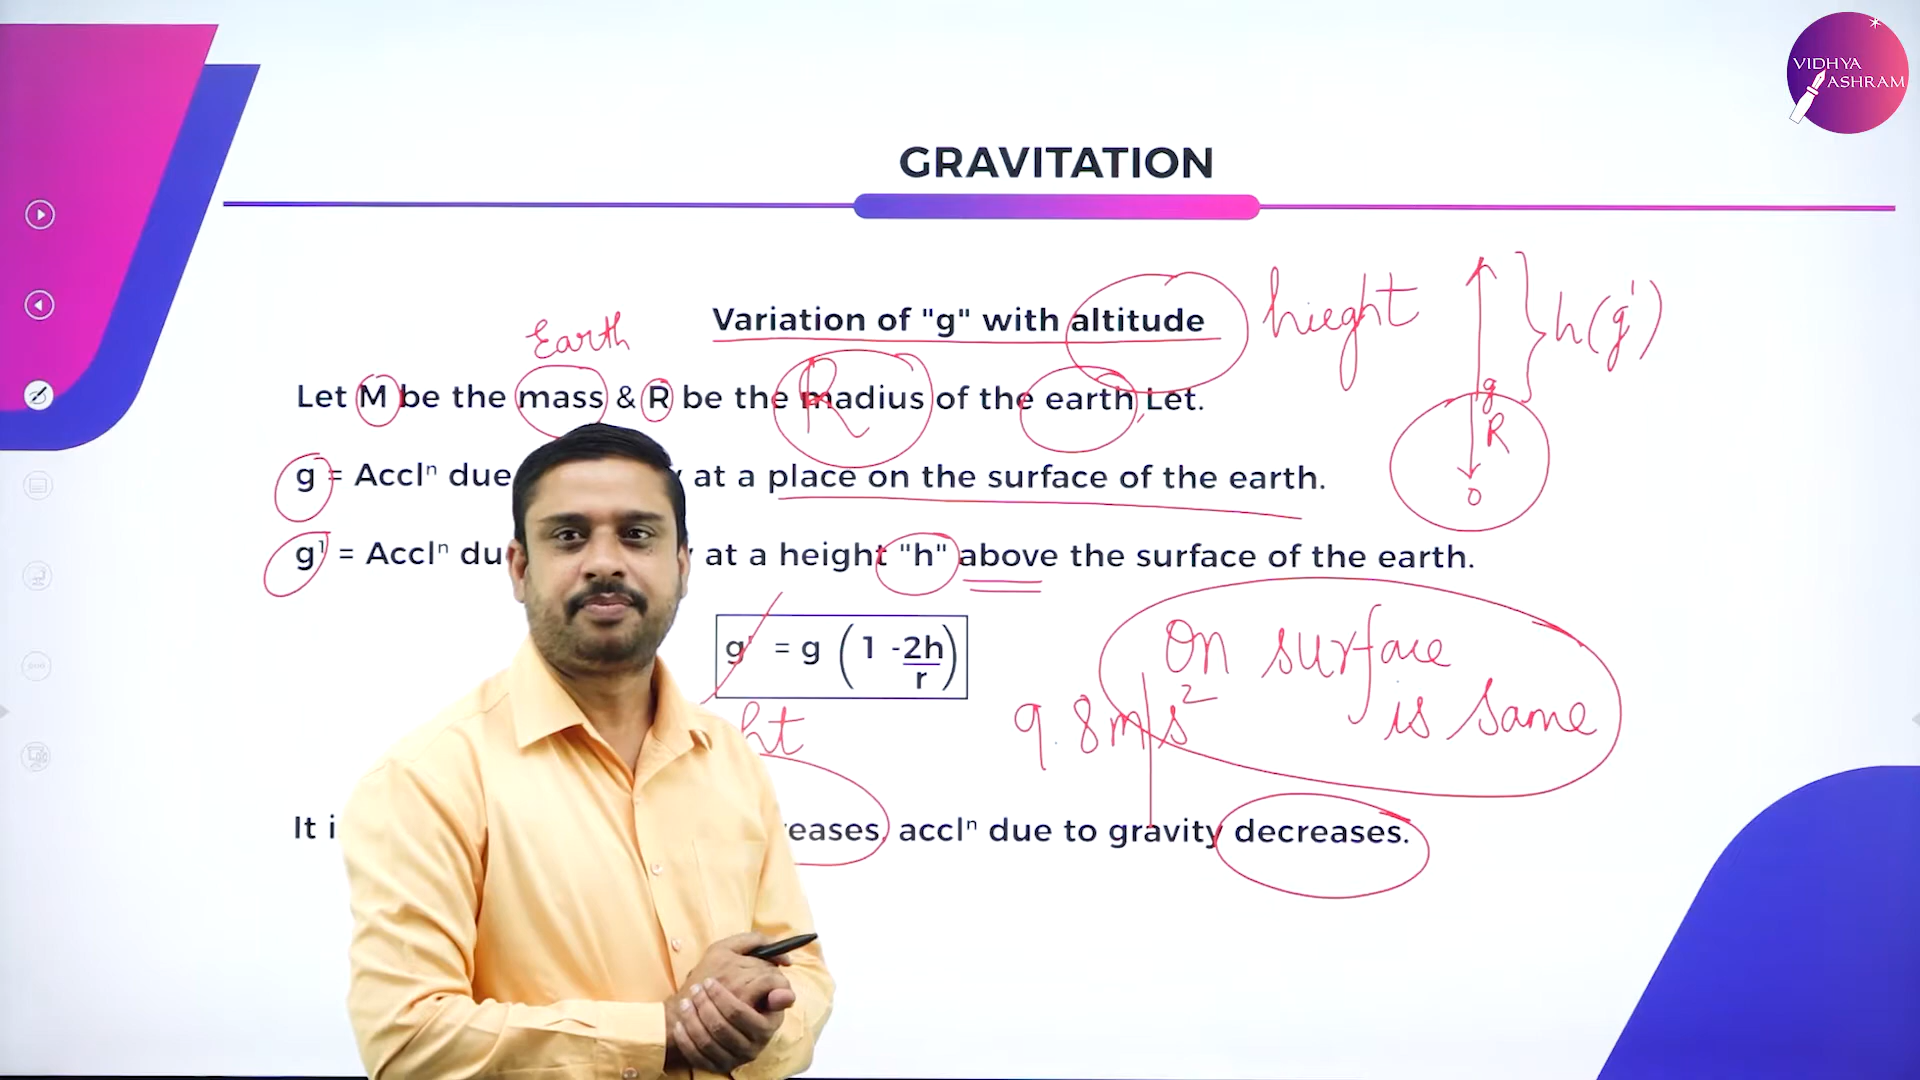 VIDHYA
ASHRAM
GRAVITATION
Variation of "g" with altitude
hieght
h(g')
Earth
Let M be the mass & R be the madius of the earth Let.
R
g
R
O
g = Acclⁿ due at a place on the surface of the earth.
g¹ = Acclⁿ du at a height "h" above the surface of the earth.
g' = g (1 - 2h/r)
On surface
is same
9.8m/s²
ht
It i eases, acclⁿ due to gravity decreases.